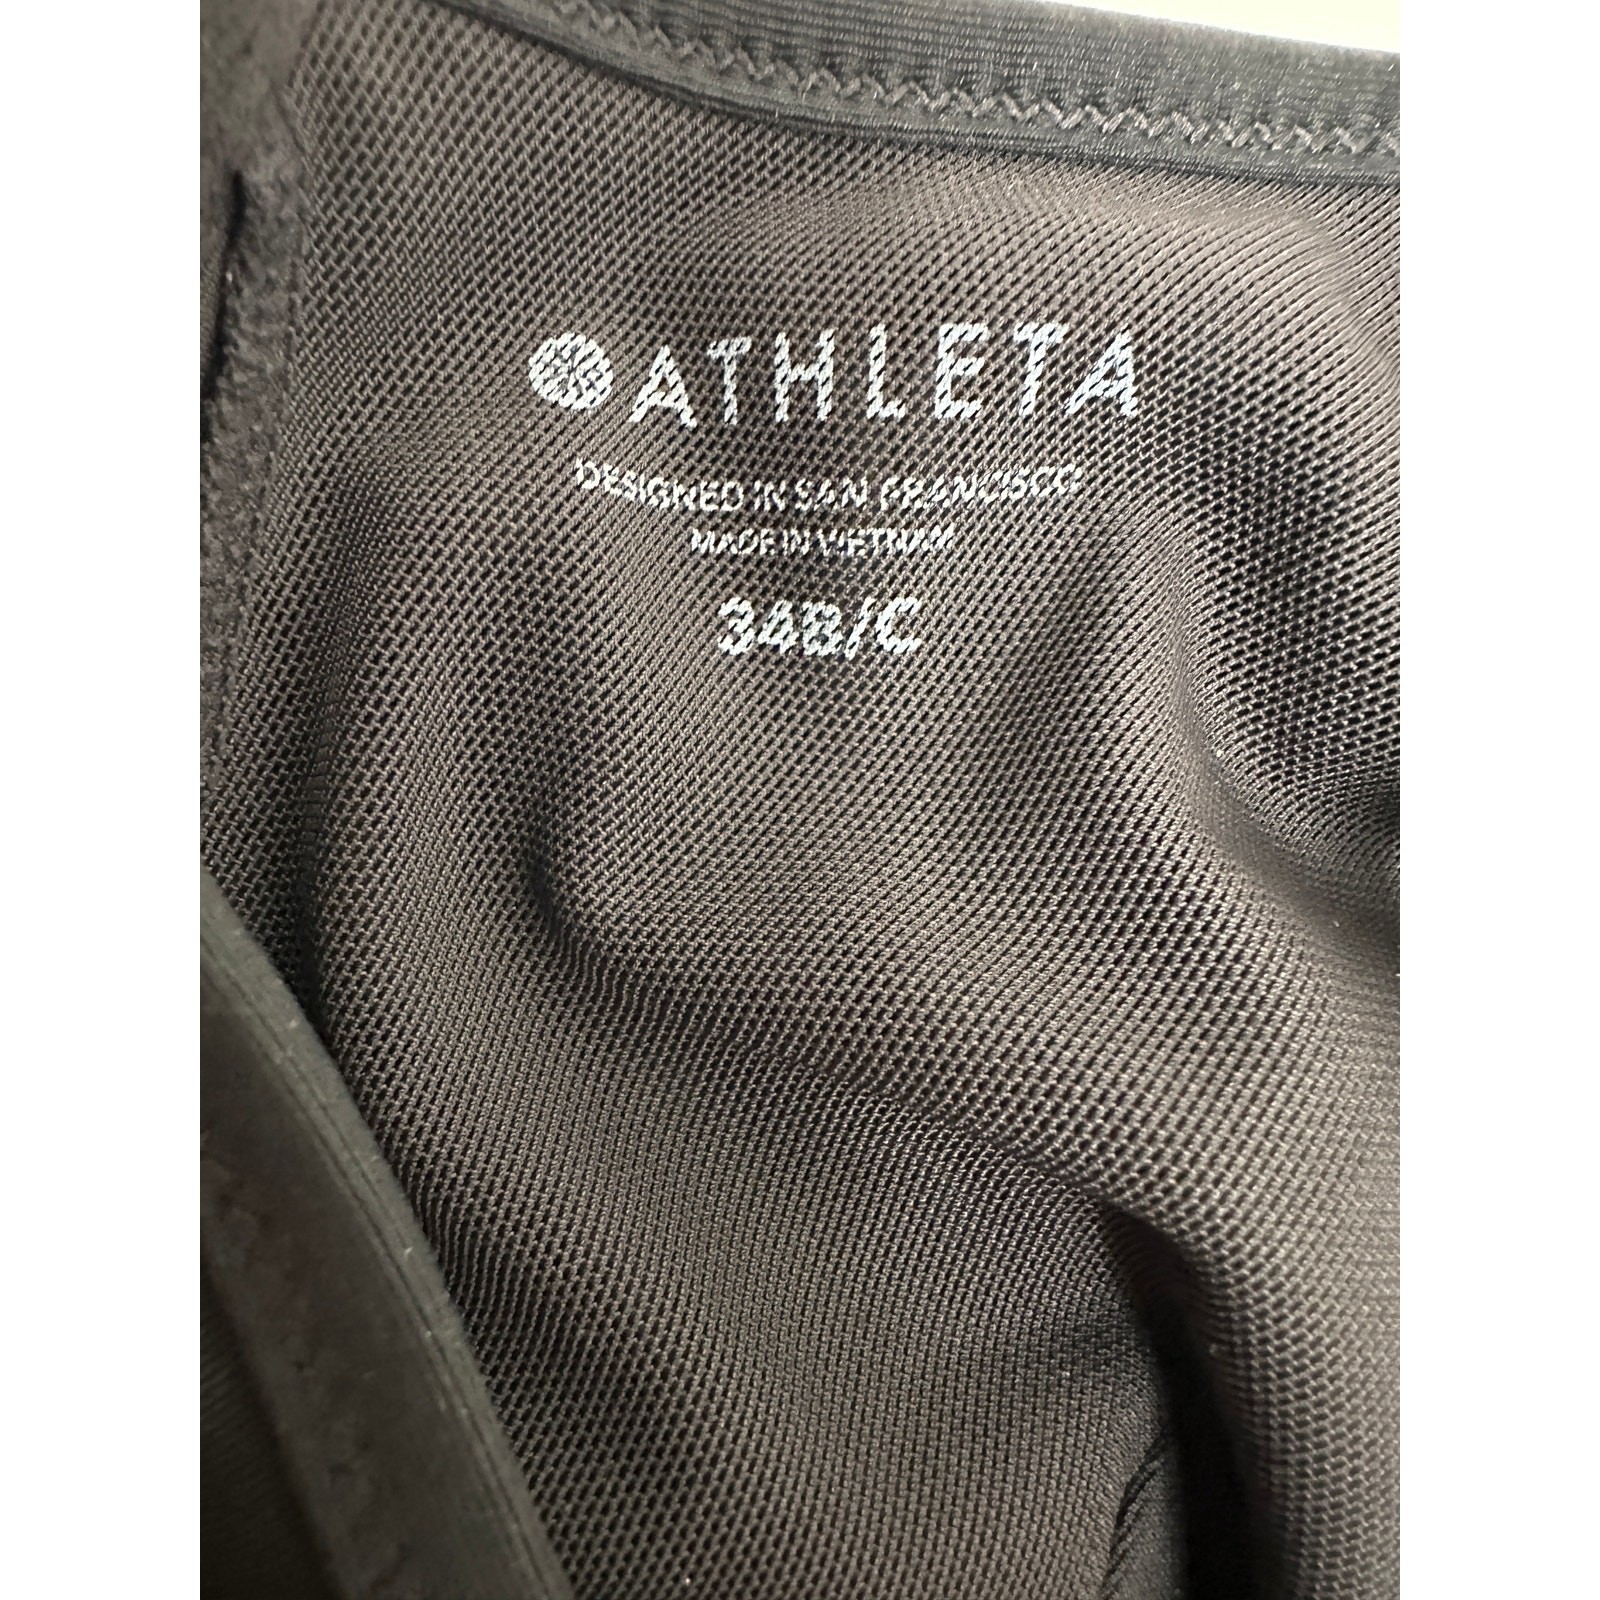 ATHLETA
DESIGNED IN SAN FRANCISCO
MADE IN VIETNAM
34B/C